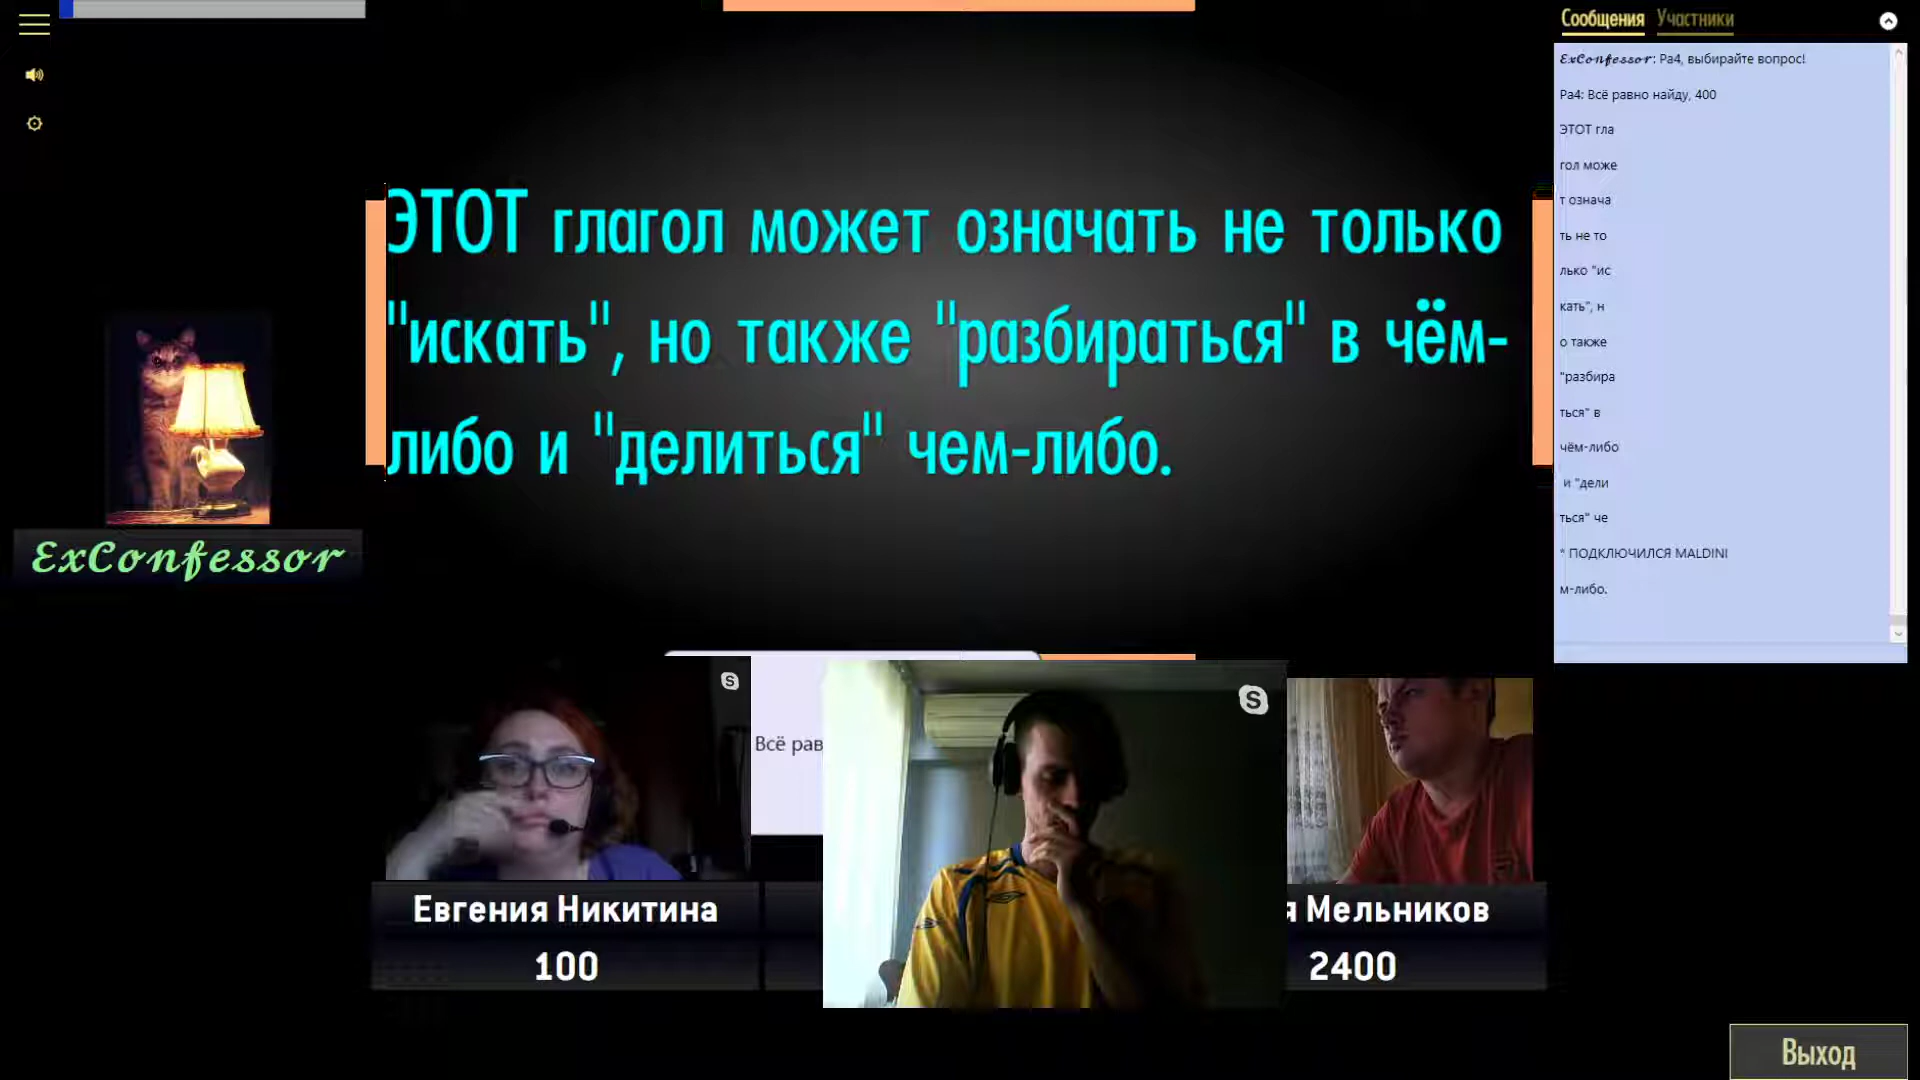 Сообщения Участники
ExConfessor: Ра4, выбирайте вопрос!
Ра4: Всё равно найду, 400
ЭТОТ гла
гол може
т означа
ть не то
лько "ис
кать", н
о также
"разбира
ться" в
чём-либо
и "дели
ться" че
* ПОДКЛЮЧИЛСЯ MALDINI
м-либо.
ЭТОТ глагол может означать не только
"искать", но также "разбираться" в чём-
либо и "делиться" чем-либо.
ExConfessor
Всё рав
Евгения Никитина
100
я Мельников
2400
Выход